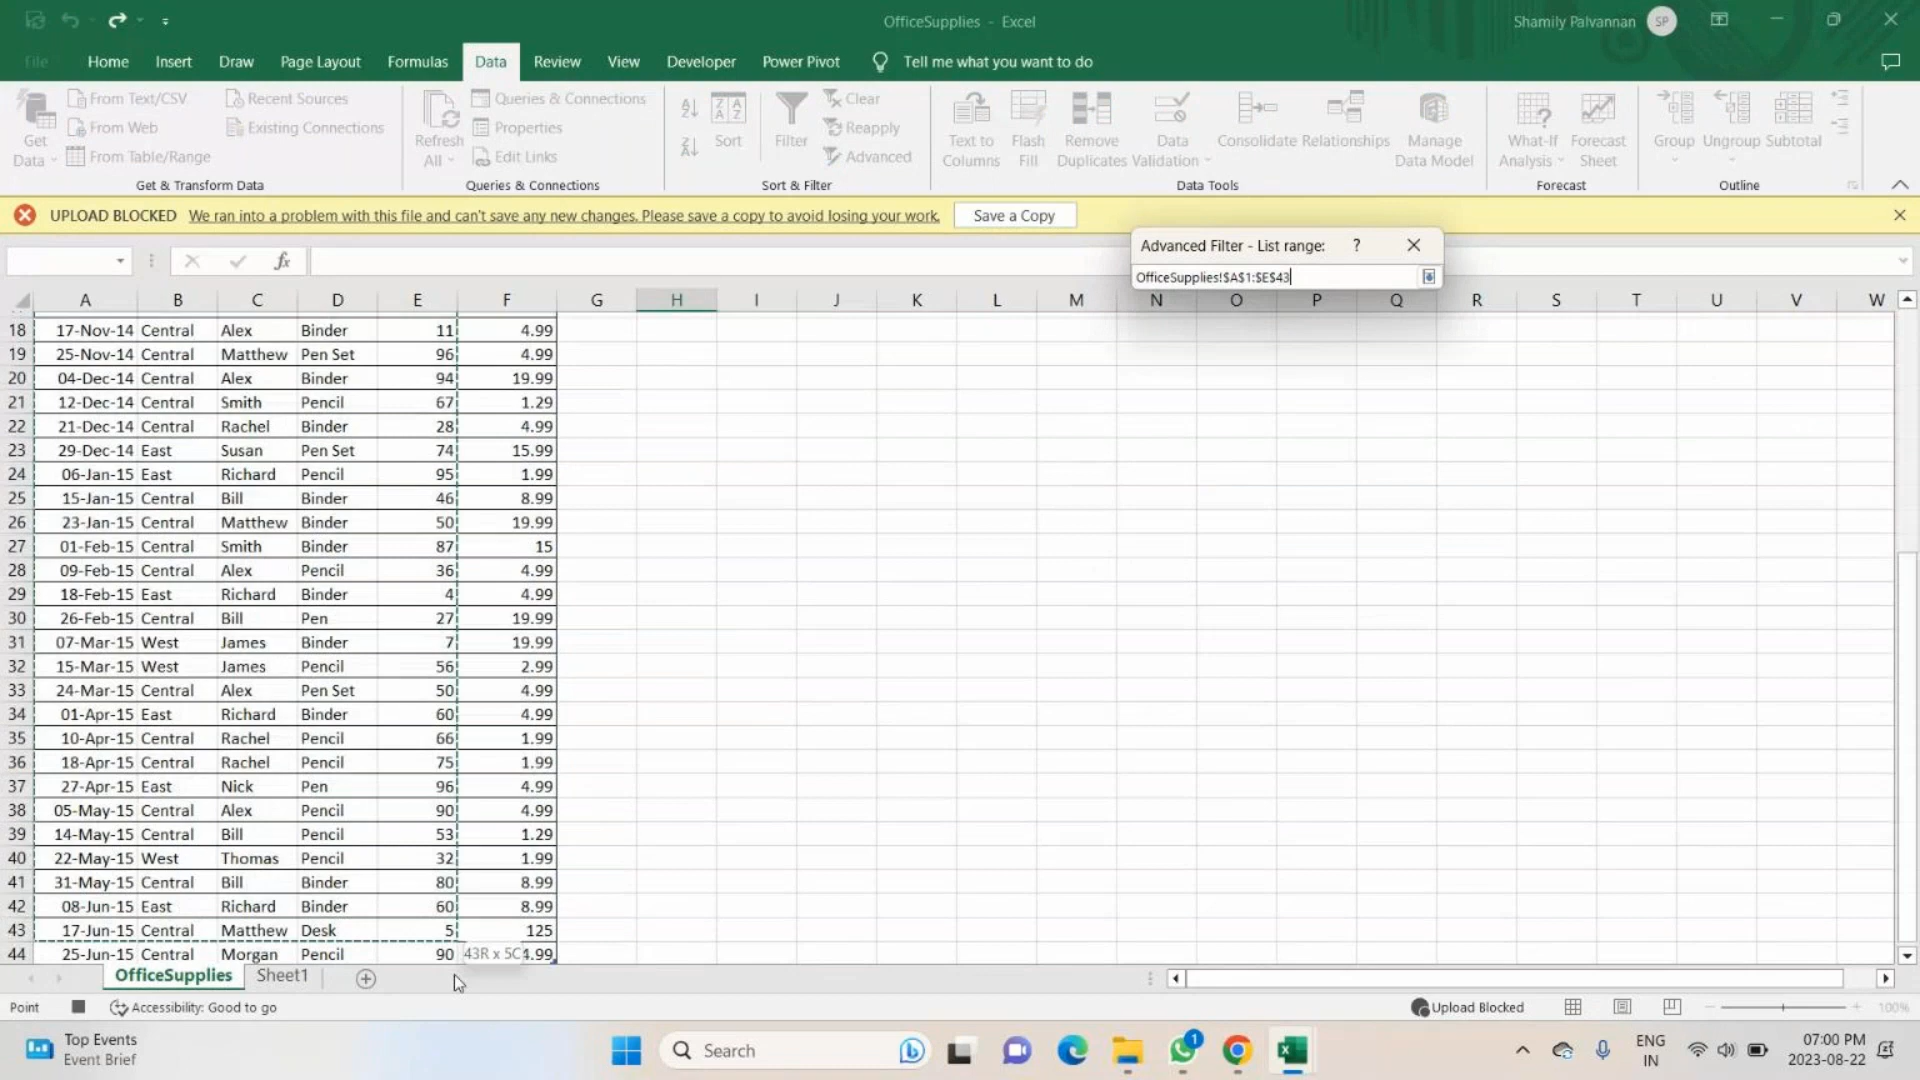 OfficeSupplies - Excel
Shamily Palvannan SP
File Home Insert Draw Page Layout Formulas Data Review View Developer Power Pivot Tell me what you want to do
Get Data
From Text/CSV
From Web
From Table/Range
Recent Sources
Existing Connections
Get & Transform Data
Refresh All
Queries & Connections
Properties
Edit Links
Queries & Connections
Sort
Filter
Clear
Reapply
Advanced
Sort & Filter
Text to Columns
Flash Fill
Remove Duplicates
Data Validation
Consolidate
Relationships
Manage Data Model
Data Tools
What-If Analysis
Forecast Sheet
Forecast
Group
Ungroup
Subtotal
Outline
UPLOAD BLOCKED We ran into a problem with this file and can't save any new changes. Please save a copy to avoid losing your work. Save a Copy
Advanced Filter - List range: ?
OfficeSupplies!$A$1:$E$43
fx
A B C D E F G H I J K L M N O P Q R S T U V W
18 17-Nov-14 Central Alex Binder 11 4.99
19 25-Nov-14 Central Matthew Pen Set 96 4.99
20 04-Dec-14 Central Alex Binder 94 19.99
21 12-Dec-14 Central Smith Pencil 67 1.29
22 21-Dec-14 Central Rachel Binder 28 4.99
23 29-Dec-14 East Susan Pen Set 74 15.99
24 06-Jan-15 East Richard Pencil 95 1.99
25 15-Jan-15 Central Bill Binder 46 8.99
26 23-Jan-15 Central Matthew Binder 50 19.99
27 01-Feb-15 Central Smith Binder 87 15
28 09-Feb-15 Central Alex Pencil 36 4.99
29 18-Feb-15 East Richard Binder 4 4.99
30 26-Feb-15 Central Bill Pen 27 19.99
31 07-Mar-15 West James Binder 7 19.99
32 15-Mar-15 West James Pencil 56 2.99
33 24-Mar-15 Central Alex Pen Set 50 4.99
34 01-Apr-15 East Richard Binder 60 4.99
35 10-Apr-15 Central Rachel Pencil 66 1.99
36 18-Apr-15 Central Rachel Pencil 75 1.99
37 27-Apr-15 East Nick Pen 96 4.99
38 05-May-15 Central Alex Pencil 90 4.99
39 14-May-15 Central Bill Pencil 53 1.29
40 22-May-15 West Thomas Pencil 32 1.99
41 31-May-15 Central Bill Binder 80 8.99
42 08-Jun-15 East Richard Binder 60 8.99
43 17-Jun-15 Central Matthew Desk 5 125
44 25-Jun-15 Central Morgan Pencil 90 43R x 5C 4.99
OfficeSupplies Sheet1
Point Accessibility: Good to go Upload Blocked 100%
Top Events
Event Brief
Search
1
ENG
IN
07:00 PM
2023-08-22